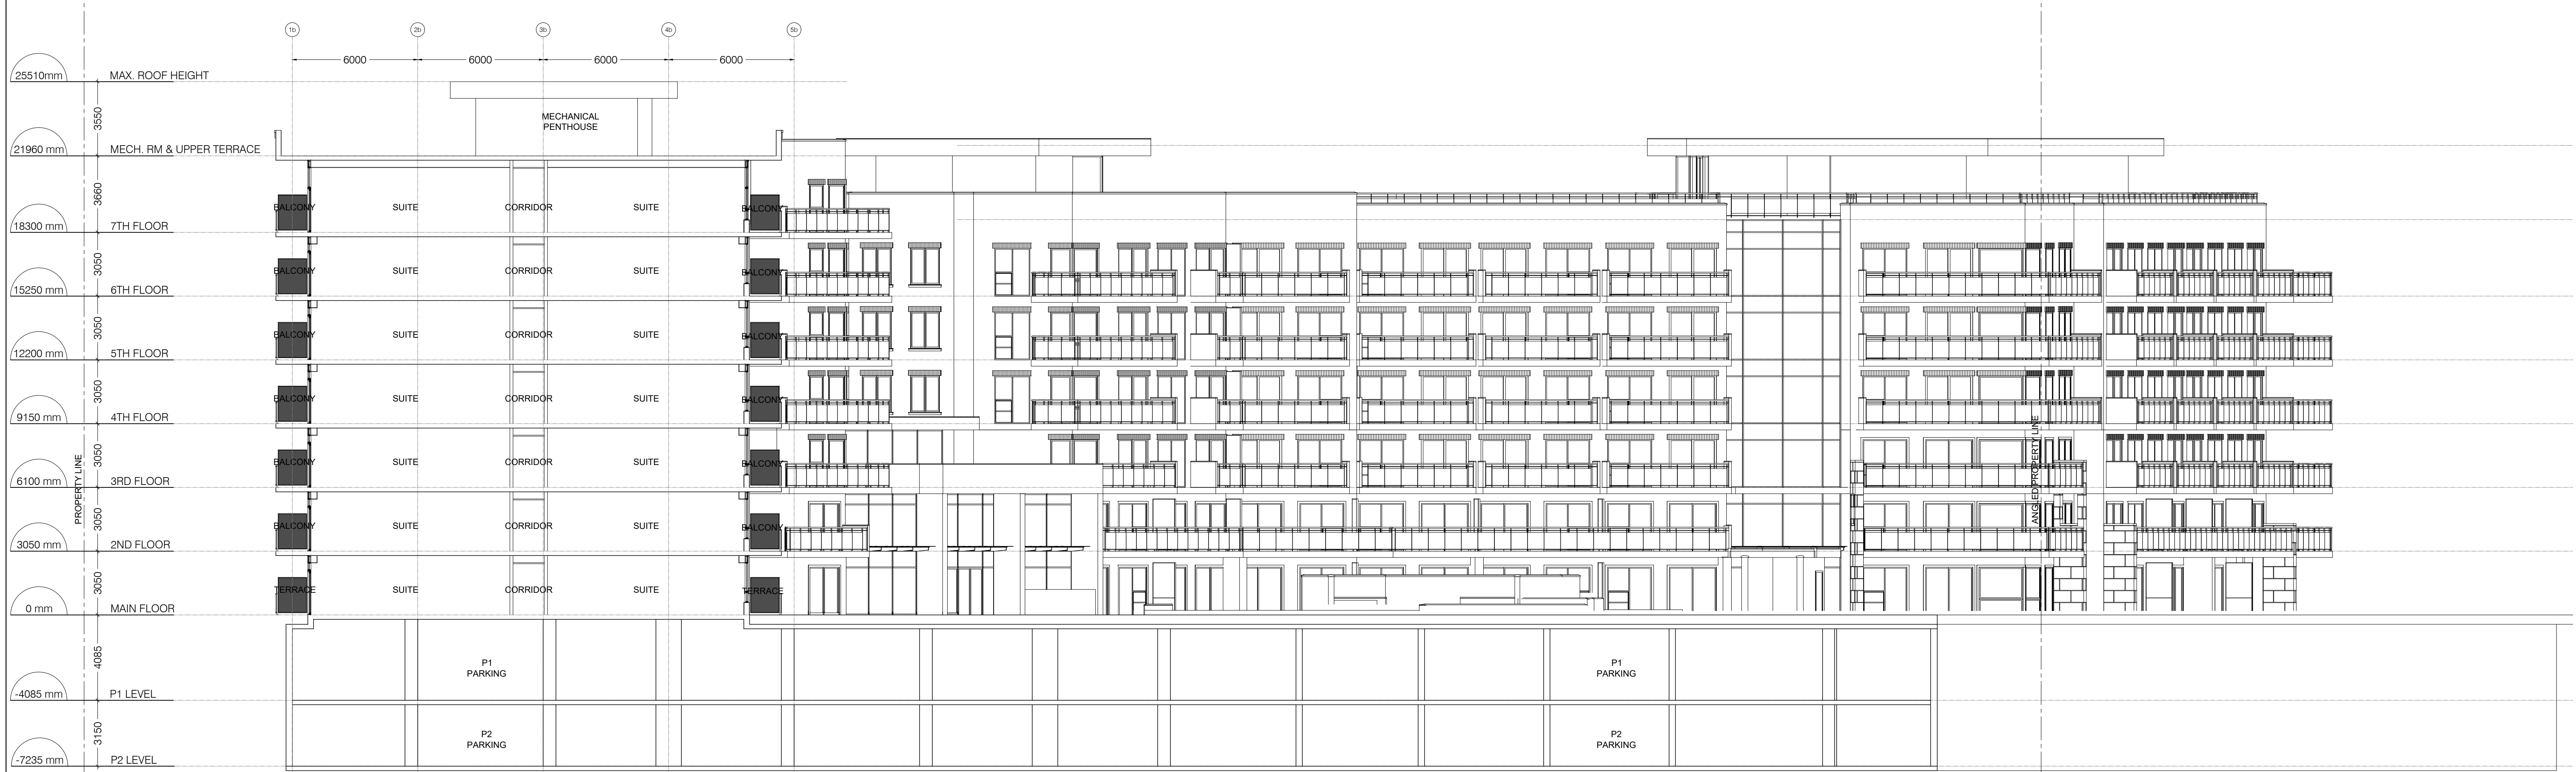 1b 2b 3b 4b 5b
6000 6000 6000 6000
25510mm MAX. ROOF HEIGHT
3550
MECHANICAL
PENTHOUSE
21960 mm MECH. RM & UPPER TERRACE
3660
BALCONY SUITE CORRIDOR SUITE BALCONY
18300 mm 7TH FLOOR
3050
BALCONY SUITE CORRIDOR SUITE BALCONY
15250 mm 6TH FLOOR
3050
BALCONY SUITE CORRIDOR SUITE BALCONY
12200 mm 5TH FLOOR
3050
BALCONY SUITE CORRIDOR SUITE BALCONY
9150 mm 4TH FLOOR
3050
BALCONY SUITE CORRIDOR SUITE BALCONY
6100 mm 3RD FLOOR
PROPERTY LINE
ANGLED PROPERTY LINE
3050
BALCONY SUITE CORRIDOR SUITE BALCONY
3050 mm 2ND FLOOR
3050
TERRACE SUITE CORRIDOR SUITE TERRACE
0 mm MAIN FLOOR
4085
P1
PARKING
P1
PARKING
-4085 mm P1 LEVEL
3150
P2
PARKING
P2
PARKING
-7235 mm P2 LEVEL